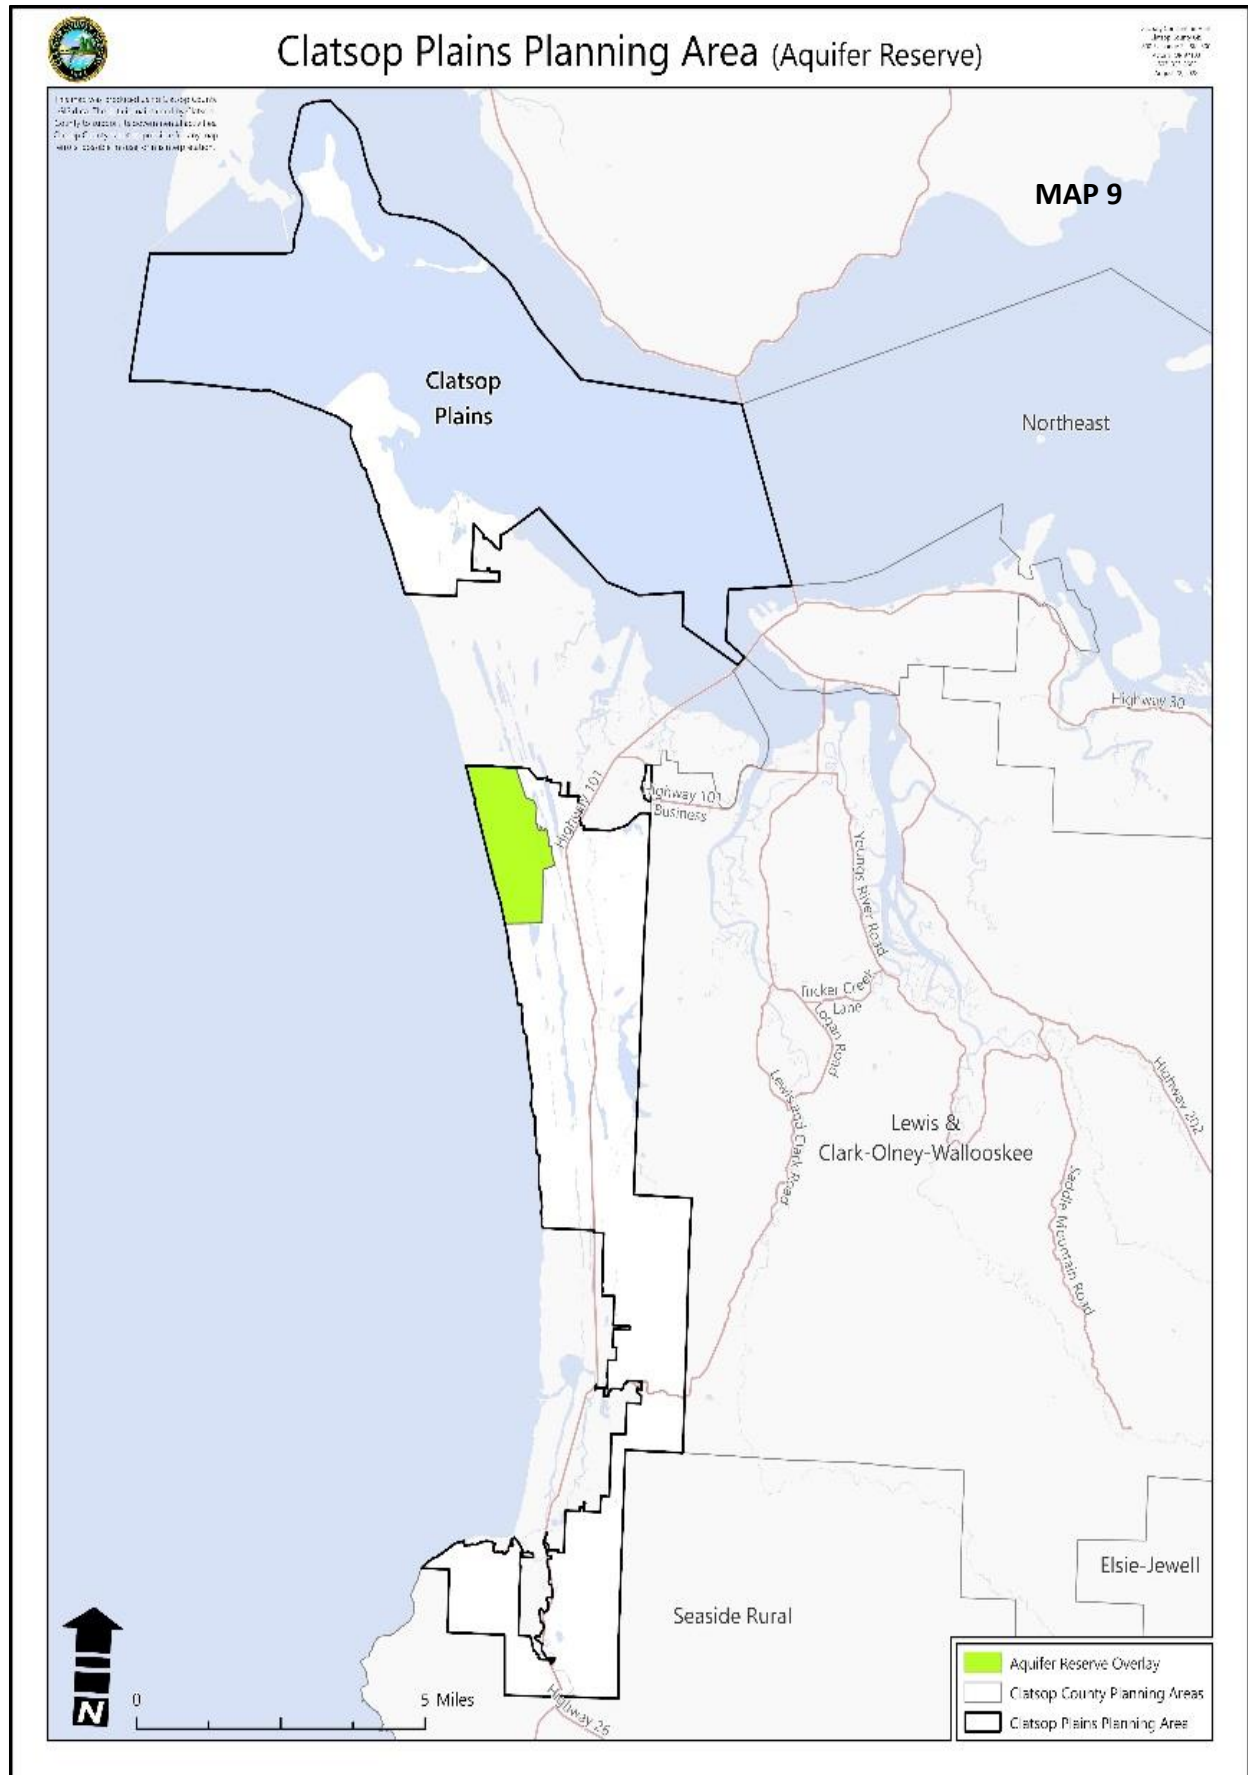 Clatsop Plains Planning Area (Aquifer Reserve)
MAP 9
Clatsop
Plains
Northeast
Highway 30
Highway 101
Highway 101
Business
Youngs River Road
Tucker Creek
Lane
Logan Road
Lewis and Clark Road
Lewis &
Clark-Olney-Wallooskee
Highway 202
Saddle Mountain Road
Elsie-Jewell
Seaside Rural
Highway 26
N
0
5 Miles
Aquifer Reserve Overlay
Clatsop County Planning Areas
Clatsop Plains Planning Area